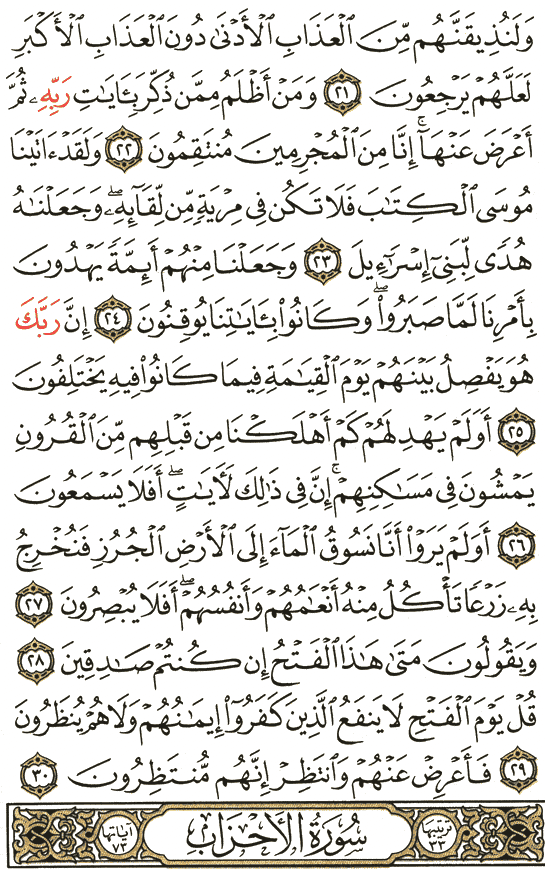 وَلَنُذِيقَنَّهُم مِّنَ ٱلْعَذَابِ ٱلْأَدْنَىٰ دُونَ ٱلْعَذَابِ ٱلْأَكْبَرِ
لَعَلَّهُمْ يَرْجِعُونَ ٢١ وَمَنْ أَظْلَمُ مِمَّن ذُكِّرَ بِـَٔايَٰتِ رَبِّهِۦ ثُمَّ
أَعْرَضَ عَنْهَآ ۚ إِنَّا مِنَ ٱلْمُجْرِمِينَ مُنتَقِمُونَ ٢٢ وَلَقَدْ ءَاتَيْنَا
مُوسَى ٱلْكِتَٰبَ فَلَا تَكُن فِى مِرْيَةٍ مِّن لِّقَآئِهِۦ ۖ وَجَعَلْنَٰهُ
هُدًى لِّبَنِىٓ إِسْرَٰٓءِيلَ ٢٣ وَجَعَلْنَا مِنْهُمْ أَئِمَّةً يَهْدُونَ
بِأَمْرِنَا لَمَّا صَبَرُوا۟ ۖ وَكَانُوا۟ بِـَٔايَٰتِنَا يُوقِنُونَ ٢٤ إِنَّ رَبَّكَ
هُوَ يَفْصِلُ بَيْنَهُمْ يَوْمَ ٱلْقِيَٰمَةِ فِيمَا كَانُوا۟ فِيهِ يَخْتَلِفُونَ
٢٥ أَوَلَمْ يَهْدِ لَهُمْ كَمْ أَهْلَكْنَا مِن قَبْلِهِم مِّنَ ٱلْقُرُونِ
يَمْشُونَ فِى مَسَٰكِنِهِمْ ۚ إِنَّ فِى ذَٰلِكَ لَـَٔايَٰتٍ ۖ أَفَلَا يَسْمَعُونَ
٢٦ أَوَلَمْ يَرَوْا۟ أَنَّا نَسُوقُ ٱلْمَآءَ إِلَى ٱلْأَرْضِ ٱلْجُرُزِ فَنُخْرِجُ
بِهِۦ زَرْعًا تَأْكُلُ مِنْهُ أَنْعَٰمُهُمْ وَأَنفُسُهُمْ ۖ أَفَلَا يُبْصِرُونَ ٢٧
وَيَقُولُونَ مَتَىٰ هَٰذَا ٱلْفَتْحُ إِن كُنتُمْ صَٰدِقِينَ ٢٨
قُلْ يَوْمَ ٱلْفَتْحِ لَا يَنفَعُ ٱلَّذِينَ كَفَرُوٓا۟ إِيمَٰنُهُمْ وَلَا هُمْ يُنظَرُونَ
٢٩ فَأَعْرِضْ عَنْهُمْ وَٱنتَظِرْ إِنَّهُم مُّنتَظِرُونَ ٣٠
ترتيبها ٣٣ سُورَةُ الأَحْزَابِ آياتها ٧٣